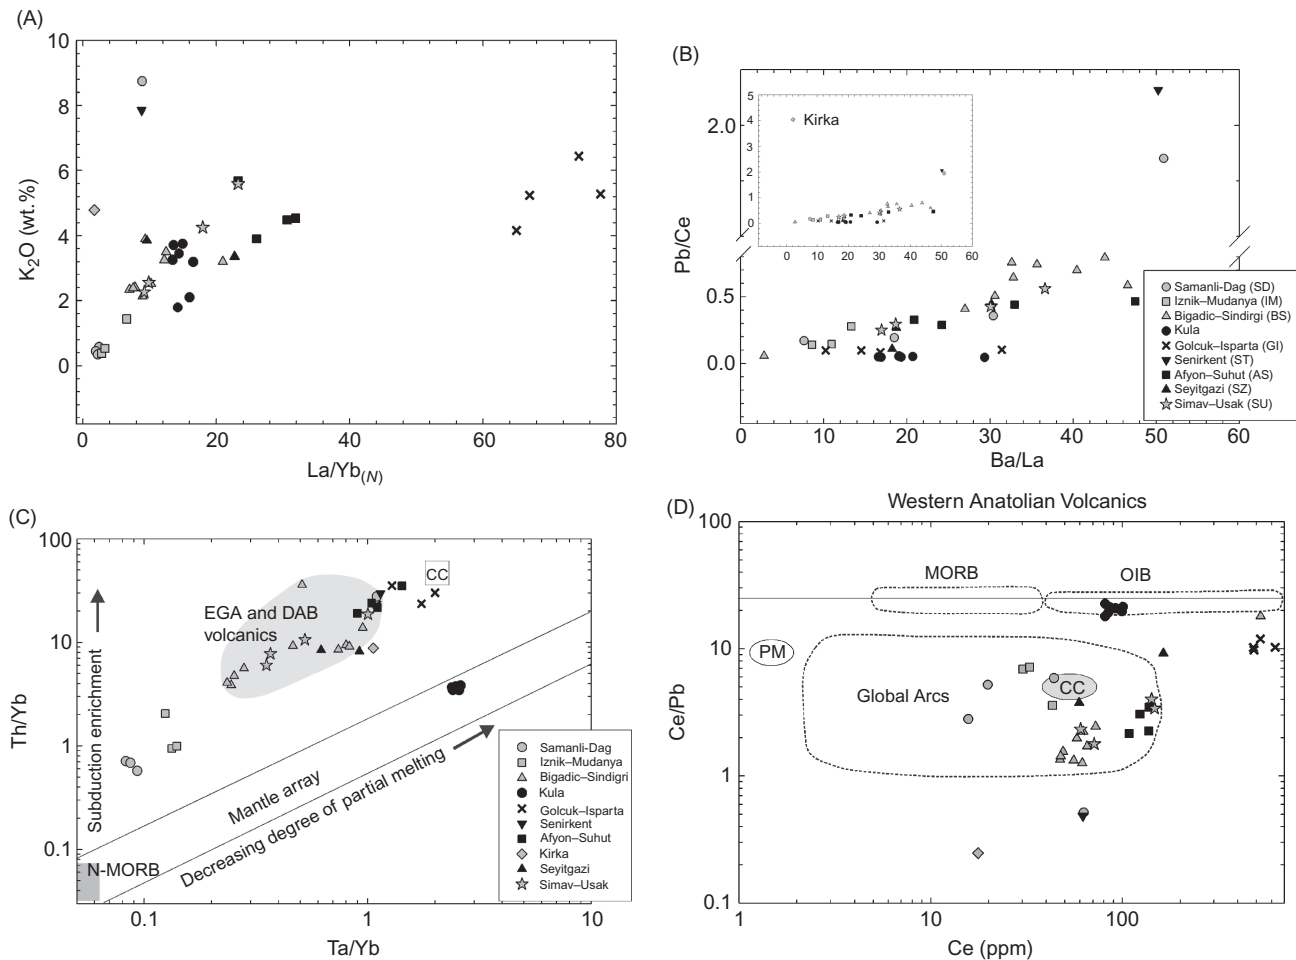 (A)
10
8
6
4
2
0
K2O (wt.%)
0
20
40
60
80
La/Yb(N)
(B)
2.0
0.5
0.0
Pb/Ce
5
4
3
2
1
0
Kirka
0
10
20
30
40
50
60
Samanli-Dag (SD)
Iznik–Mudanya (IM)
Bigadic–Sindirgi (BS)
Kula
Golcuk–Isparta (GI)
Senirkent (ST)
Afyon–Suhut (AS)
Seyitgazi (SZ)
Simav–Usak (SU)
0
10
20
30
40
50
60
Ba/La
(C)
100
10
1
0.1
Th/Yb
Subduction enrichment
EGA and DAB
volcanics
CC
Mantle array
Decreasing degree of partial melting
N-MORB
Samanli-Dag
Iznik–Mudanya
Bigadic–Sindigri
Kula
Golcuk–Isparta
Senirkent
Afyon–Suhut
Kirka
Seyitgazi
Simav–Usak
0.1
1
10
Ta/Yb
(D)
Western Anatolian Volcanics
100
10
1
0.1
Ce/Pb
MORB
OIB
PM
Global Arcs
CC
1
10
100
Ce (ppm)